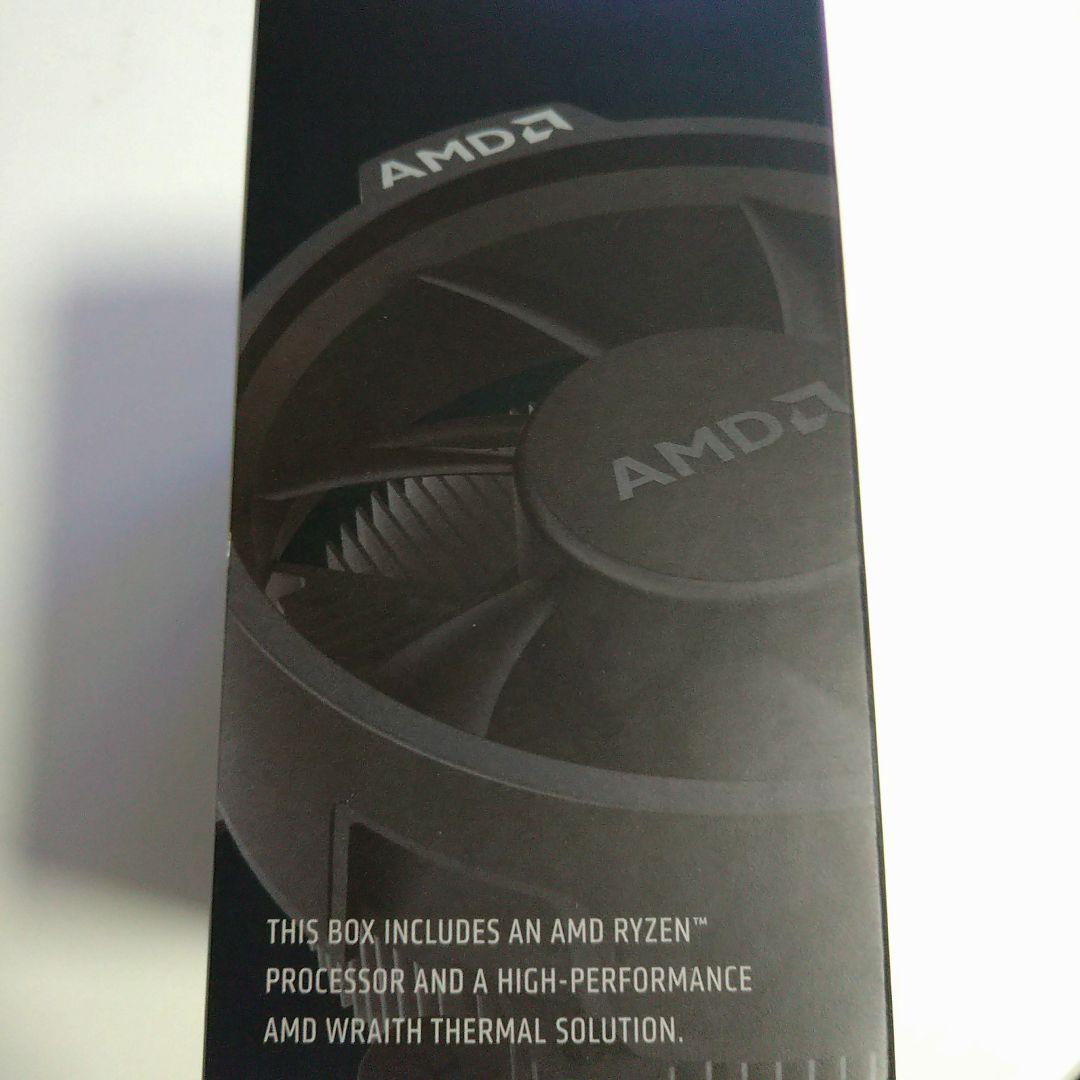 AMD
AMD
THIS BOX INCLUDES AN AMD RYZEN™
PROCESSOR AND A HIGH-PERFORMANCE
AMD WRAITH THERMAL SOLUTION.